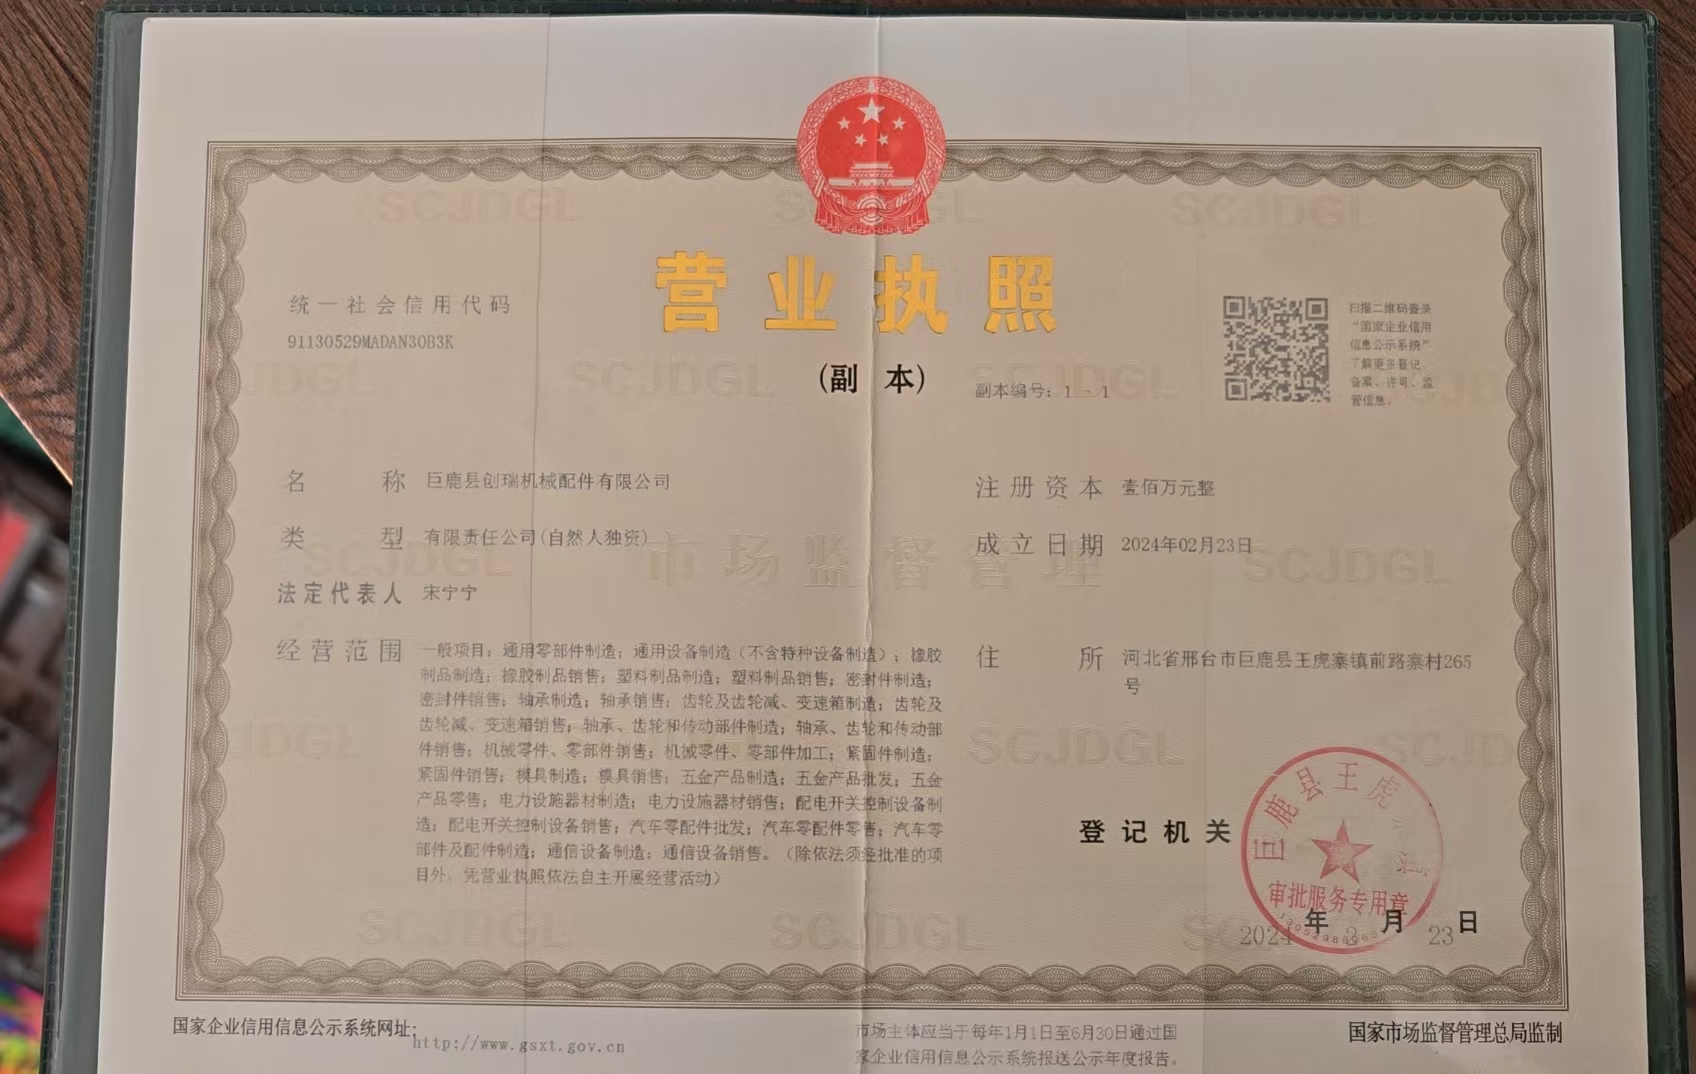 营业执照
(副 本)
副本编号：1 - 1
统一社会信用代码
91130529MADAN30B3K
扫描二维码登录
“国家企业信用
信息公示系统”
了解更多登记、
备案、许可、监
管信息。
名 称 巨鹿县创瑞机械配件有限公司
类 型 有限责任公司(自然人独资)
法定代表人 宋宁宁
经营范围 一般项目：通用零部件制造；通用设备制造（不含特种设备制造）；橡胶
制品制造；橡胶制品销售；塑料制品制造；塑料制品销售；密封件制造；
密封件销售；轴承制造；轴承销售；齿轮及齿轮减、变速箱制造；齿轮及
齿轮减、变速箱销售；轴承、齿轮和传动部件制造；轴承、齿轮和传动部
件销售；机械零件、零部件销售；机械零件、零部件加工；紧固件制造；
紧固件销售；模具制造；模具销售；五金产品制造；五金产品批发；五金
产品零售；电力设施器材制造；电力设施器材销售；配电开关控制设备制
造；配电开关控制设备销售；汽车零配件批发；汽车零配件零售；汽车零
部件及配件制造；通信设备制造；通信设备销售。（除依法须经批准的项
目外，凭营业执照依法自主开展经营活动）
注册资本 壹佰万元整
成立日期 2024年02月23日
住 所 河北省邢台市巨鹿县王虎寨镇前路寨村265
号
登记机关
巨鹿县王虎
审批服务专用章
2024年 2月 23日
国家企业信用信息公示系统网址：
http://www.gsxt.gov.cn
市场主体应当于每年1月1日至6月30日通过国
家企业信用信息公示系统报送公示年度报告。
国家市场监督管理总局监制
SCJDGL
市场监督管理